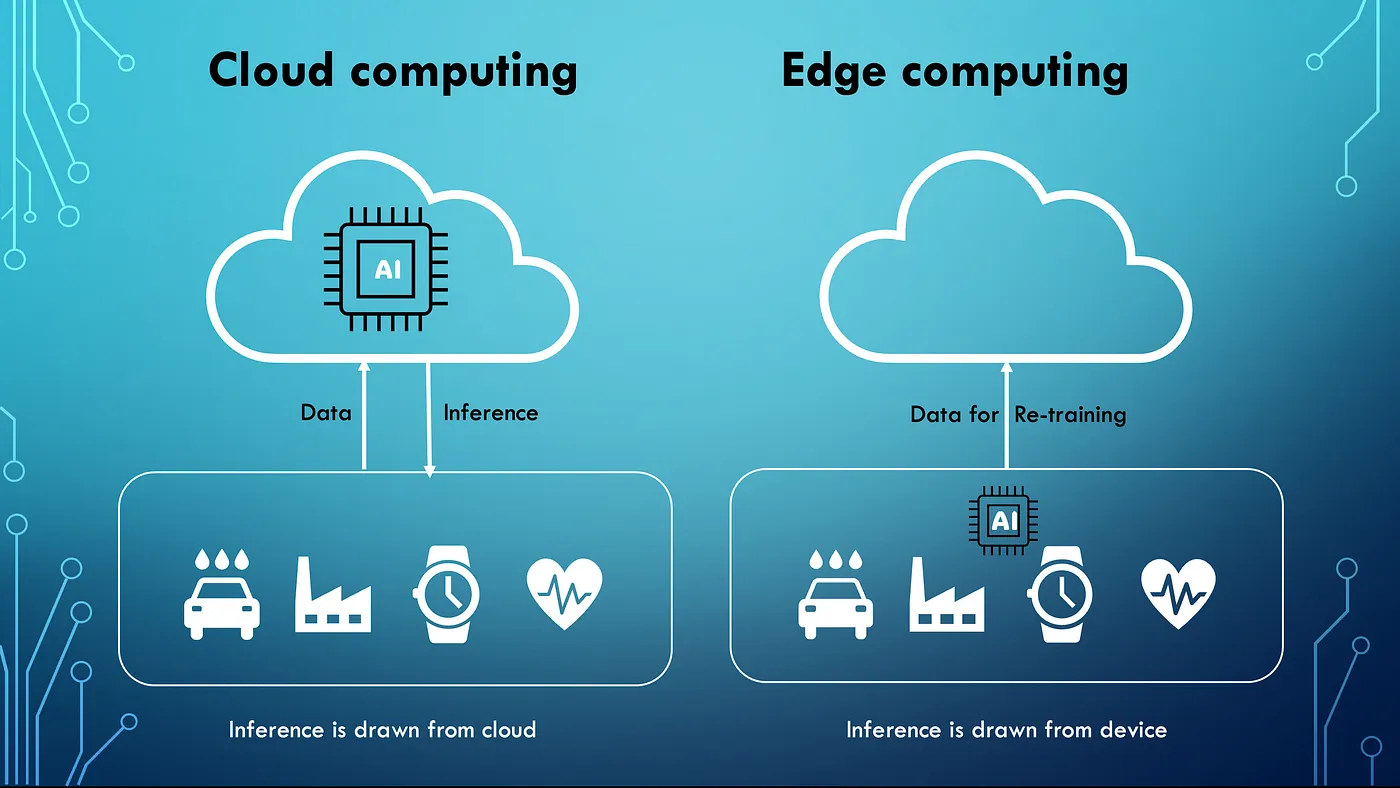 Cloud computing
Edge computing
AI
Data
Inference
Data for Re-training
AI
Inference is drawn from cloud
Inference is drawn from device